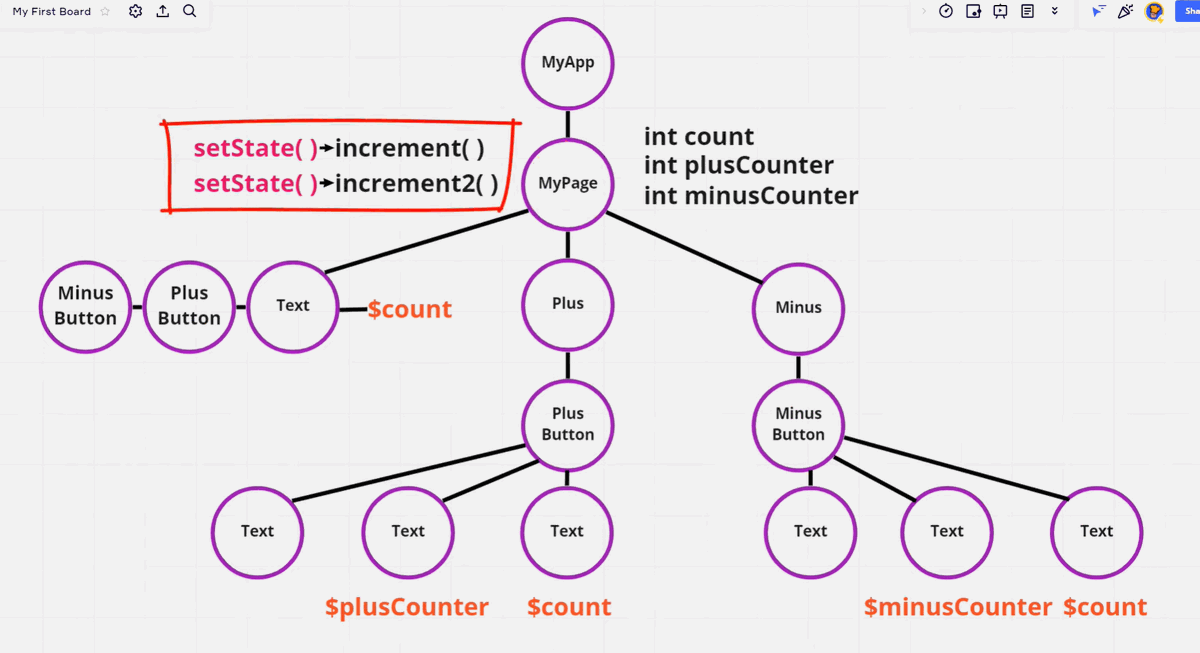 My First Board
Sha
MyApp
setState( )→increment( )
setState( )→increment2( )
MyPage
int count
int plusCounter
int minusCounter
Minus
Button
Plus
Button
Text
$count
Plus
Minus
Plus
Button
Minus
Button
Text
Text
Text
Text
Text
Text
$plusCounter
$count
$minusCounter
$count